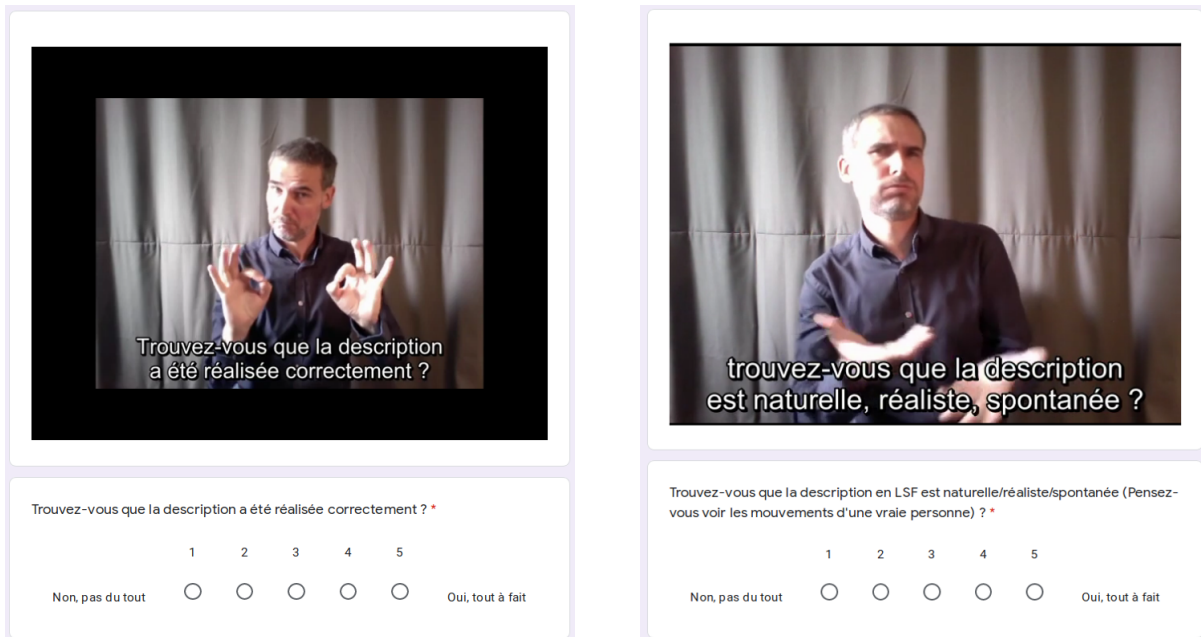 Trouvez-vous que la description
a été réalisée correctement ?
Trouvez-vous que la description a été réalisée correctement ? *
1 2 3 4 5
Non, pas du tout Oui, tout à fait
trouvez-vous que la description
est naturelle, réaliste, spontanée ?
Trouvez-vous que la description en LSF est naturelle/réaliste/spontanée (Pensez-
vous voir les mouvements d'une vraie personne) ? *
1 2 3 4 5
Non, pas du tout Oui, tout à fait